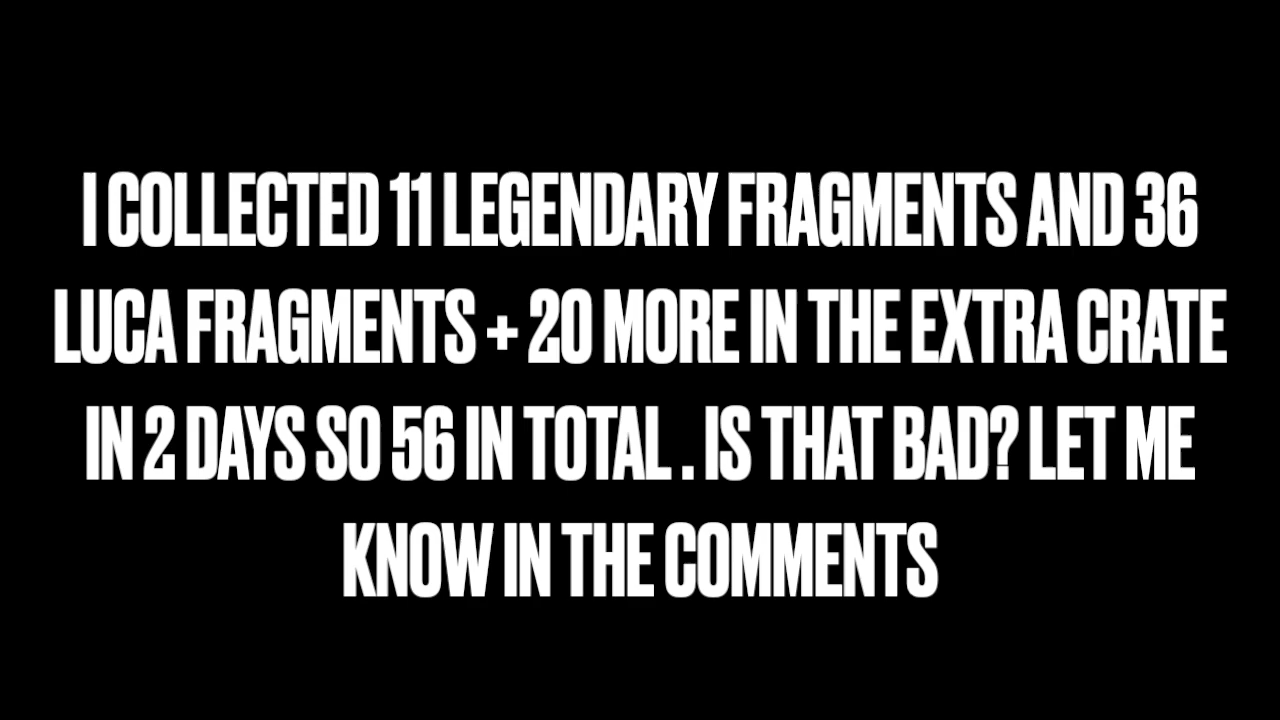 I COLLECTED 11 LEGENDARY FRAGMENTS AND 36
LUCA FRAGMENTS + 20 MORE IN THE EXTRA CRATE
IN 2 DAYS SO 56 IN TOTAL . IS THAT BAD? LET ME
KNOW IN THE COMMENTS